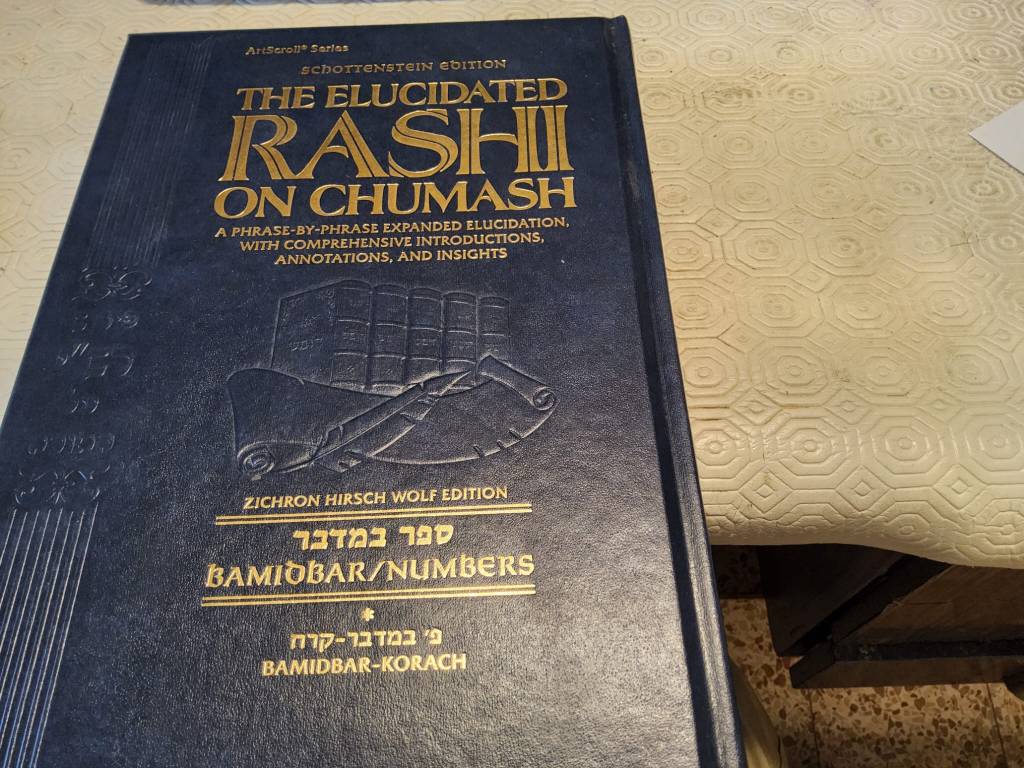 ArtScroll® Series
SCHOTTENSTEIN EDITION
THE ELUCIDATED
RASHI
ON CHUMASH
A PHRASE-BY-PHRASE EXPANDED ELUCIDATION,
WITH COMPREHENSIVE INTRODUCTIONS,
ANNOTATIONS, AND INSIGHTS
ZICHRON HIRSCH WOLF EDITION
ספר במדבר
BAMIDBAR/NUMBERS
*
פ׳ במדבר-קרח
BAMIDBAR-KORACH